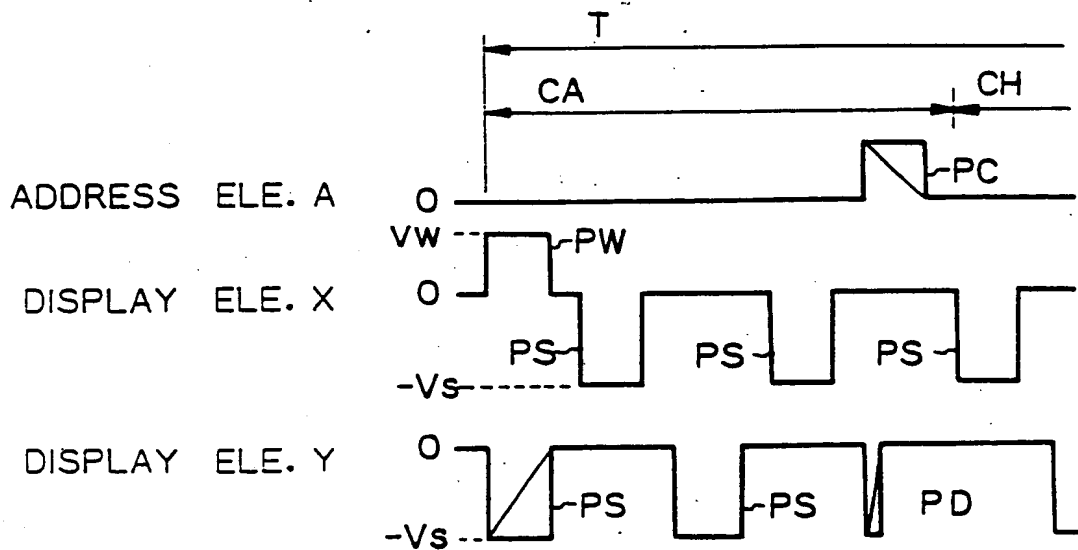 T
CA CH
PC
ADDRESS ELE. A 0
VW PW
DISPLAY ELE. X 0
PS PS PS
-Vs
DISPLAY ELE. Y 0
PS PS PD
-Vs